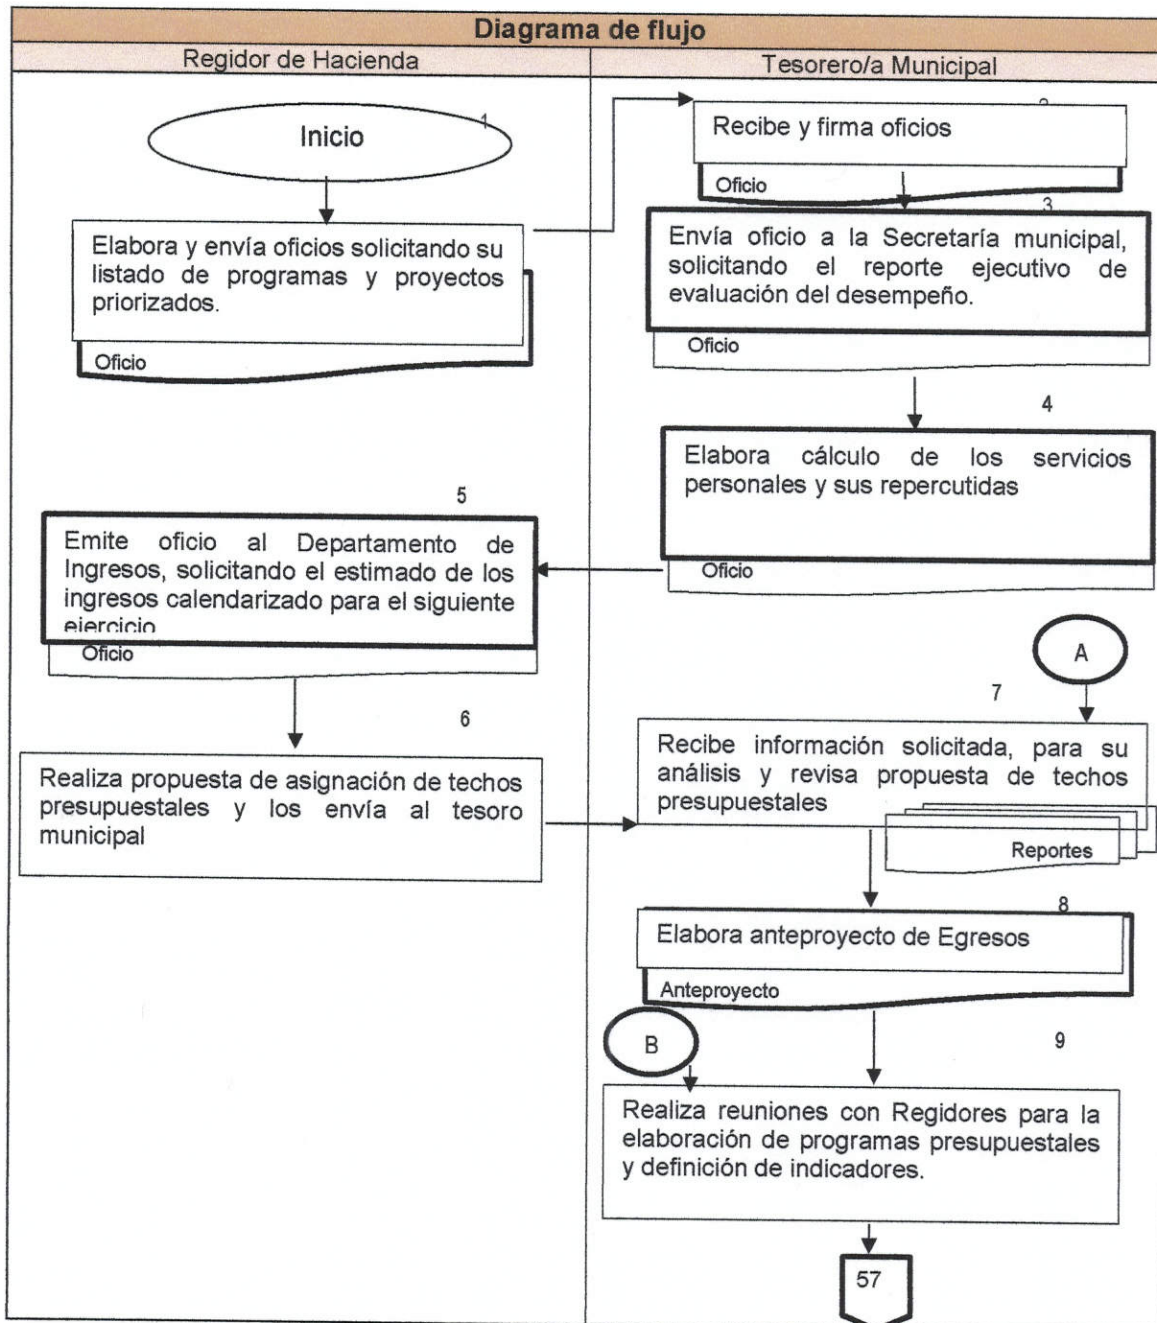 Diagrama de flujo
Regidor de Hacienda
Tesorero/a Municipal
1
Inicio
Elabora y envía oficios solicitando su
listado de programas y proyectos
priorizados.
Oficio
Recibe y firma oficios
Oficio
3
Envía oficio a la Secretaría municipal,
solicitando el reporte ejecutivo de
evaluación del desempeño.
Oficio
4
Elabora cálculo de los servicios
personales y sus repercutidas
Oficio
5
Emite oficio al Departamento de
Ingresos, solicitando el estimado de los
ingresos calendarizado para el siguiente
ejercicio
Oficio
6
Realiza propuesta de asignación de techos
presupuestales y los envía al tesoro
municipal
A
7
Recibe información solicitada, para su
análisis y revisa propuesta de techos
presupuestales
Reportes
8
Elabora anteproyecto de Egresos
Anteproyecto
B
9
Realiza reuniones con Regidores para la
elaboración de programas presupuestales
y definición de indicadores.
57